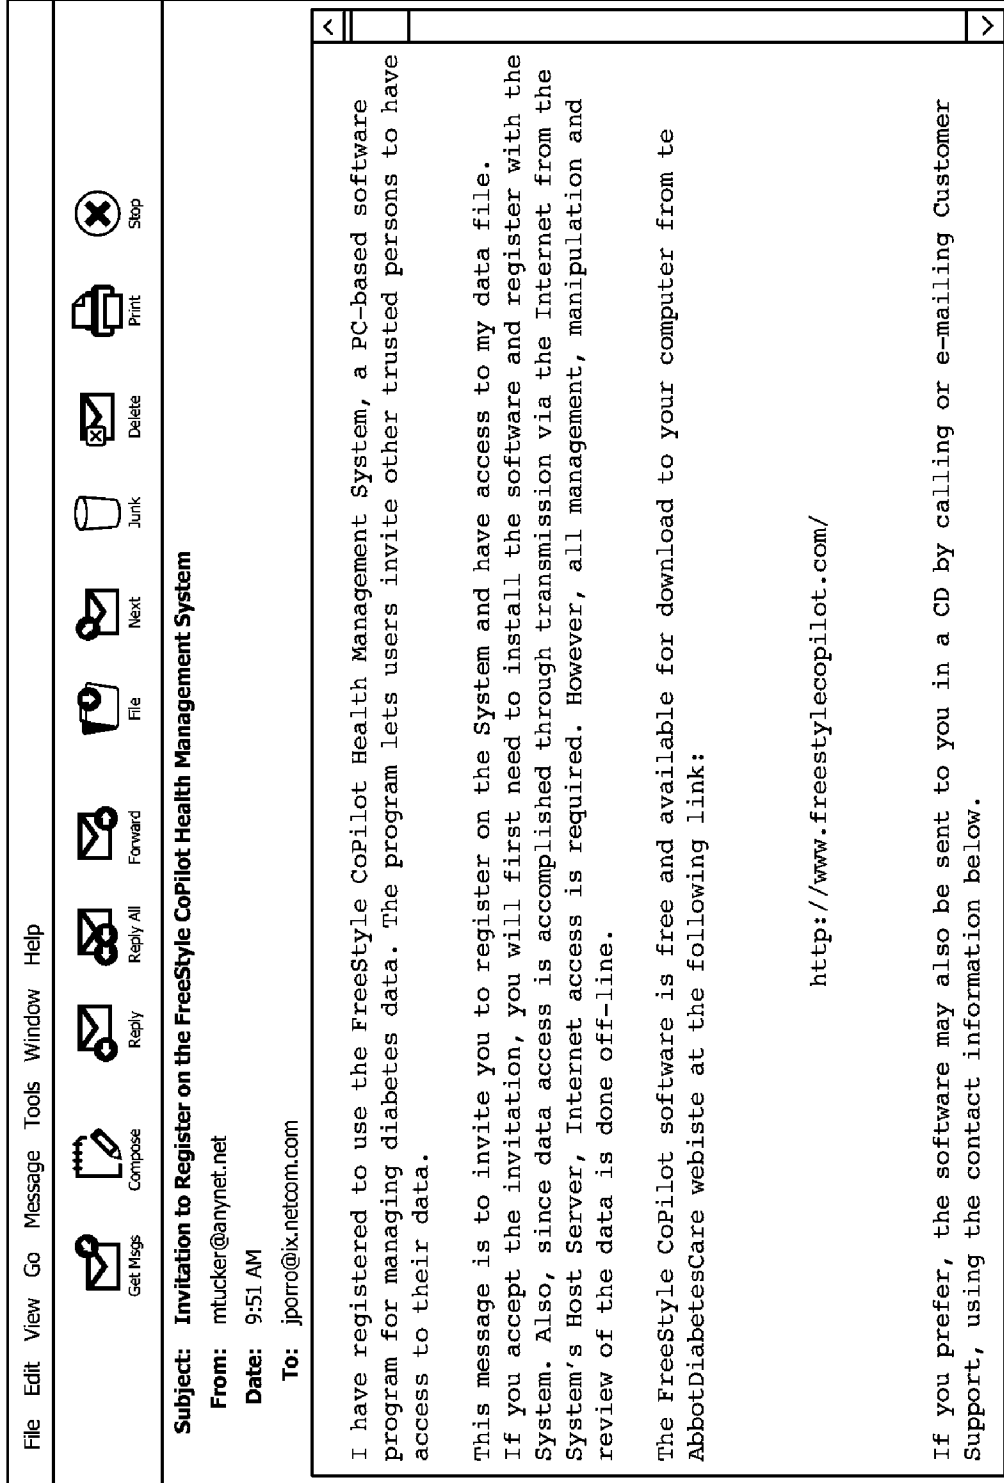 File Edit View Go Message Tools Window Help
Get Msgs Compose Reply Reply All Forward File Next Junk Delete Print Stop
Subject: Invitation to Register on the FreeStyle CoPilot Health Management System
From: mtucker@anynet.net
Date: 9:51 AM
To: jporro@ix.netcom.com
I have registered to use the FreeStyle CoPilot Health Management System, a PC-based software
program for managing diabetes data. The program lets users invite other trusted persons to have
access to their data.
This message is to invite you to register on the System and have access to my data file.
If you accept the invitation, you will first need to install the software and register with the
System. Also, since data access is accomplished through transmission via the Internet from the
System's Host Server, Internet access is required. However, all management, manipulation and
review of the data is done off-line.
The FreeStyle CoPilot software is free and available for download to your computer from te
AbbotDiabetesCare webiste at the following link:
http://www.freestylecopilot.com/
If you prefer, the software may also be sent to you in a CD by calling or e-mailing Customer
Support, using the contact information below.